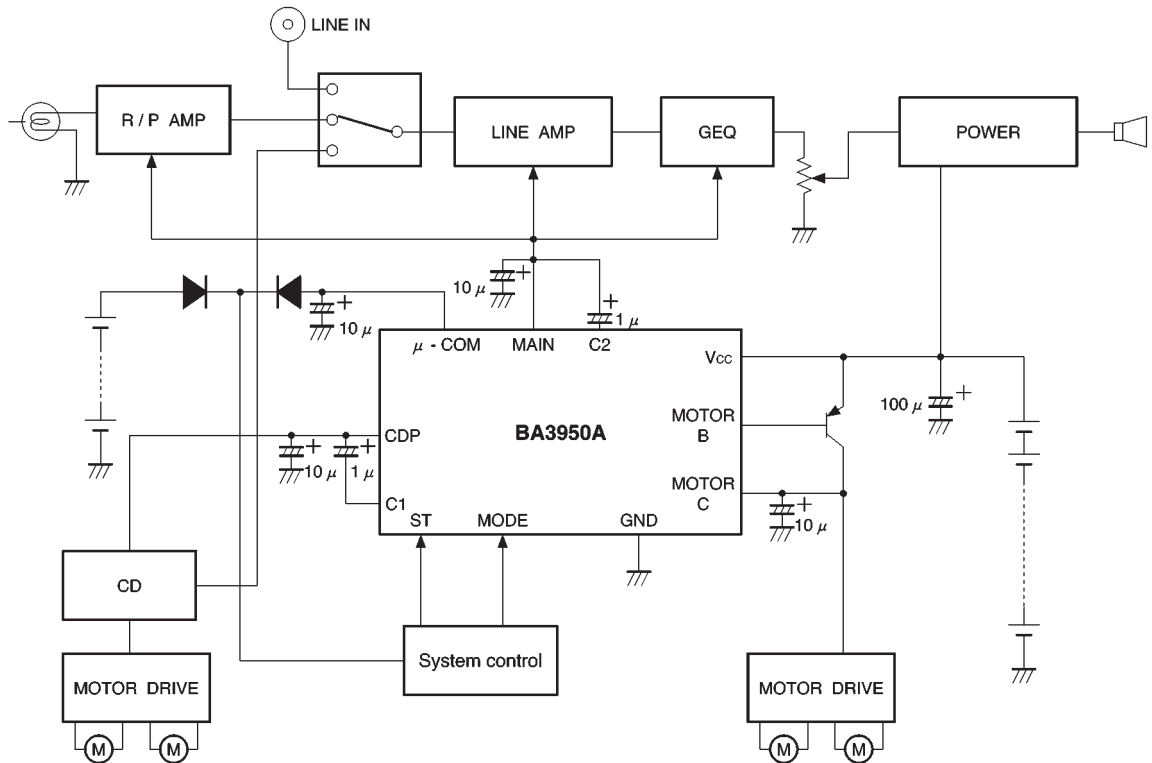 LINE IN
R / P AMP
LINE AMP
GEQ
POWER
10 μ
+
+
1 μ
+
10 μ
μ - COM
MAIN
C2
VCC
100 μ
+
MOTOR
B
BA3950A
CDP
+
10 μ
+
1 μ
MOTOR
C
+
10 μ
C1
ST
MODE
GND
CD
System control
MOTOR DRIVE
MOTOR DRIVE
M
M
M
M